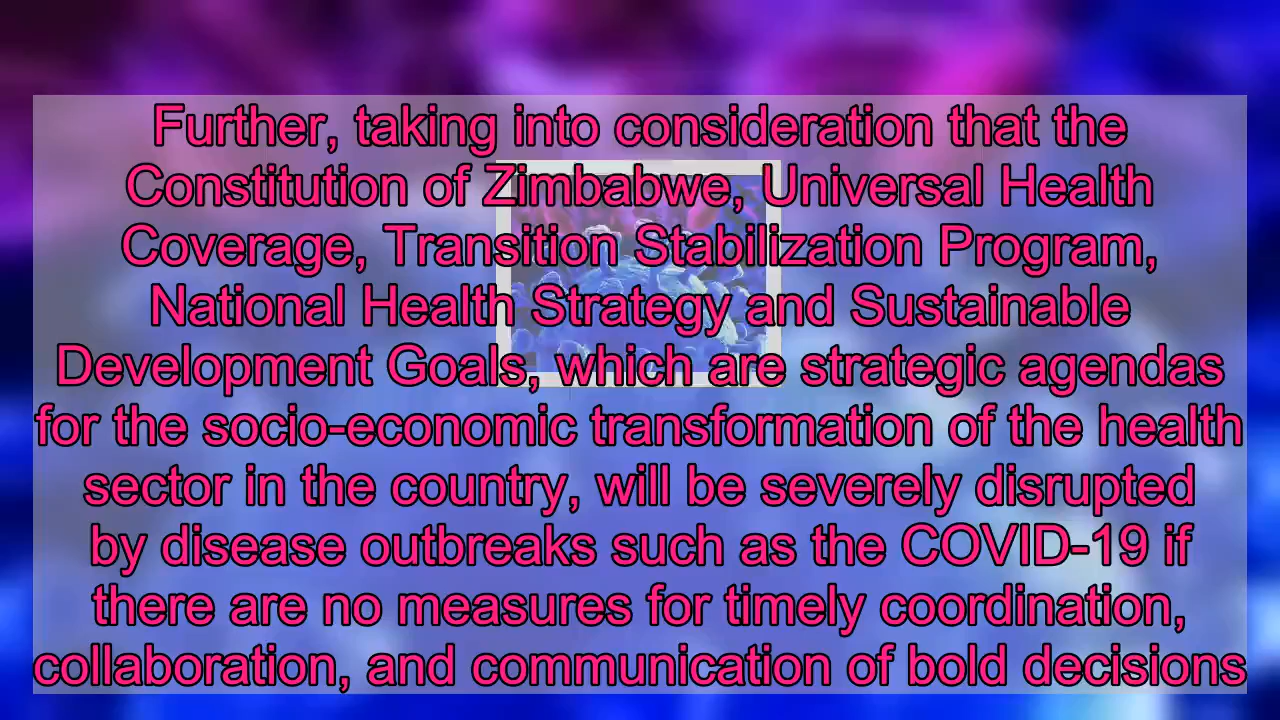 Further, taking into consideration that the
Constitution of Zimbabwe, Universal Health
Coverage, Transition Stabilization Program,
National Health Strategy and Sustainable
Development Goals, which are strategic agendas
for the socio-economic transformation of the health
sector in the country, will be severely disrupted
by disease outbreaks such as the COVID-19 if
there are no measures for timely coordination,
collaboration, and communication of bold decisions